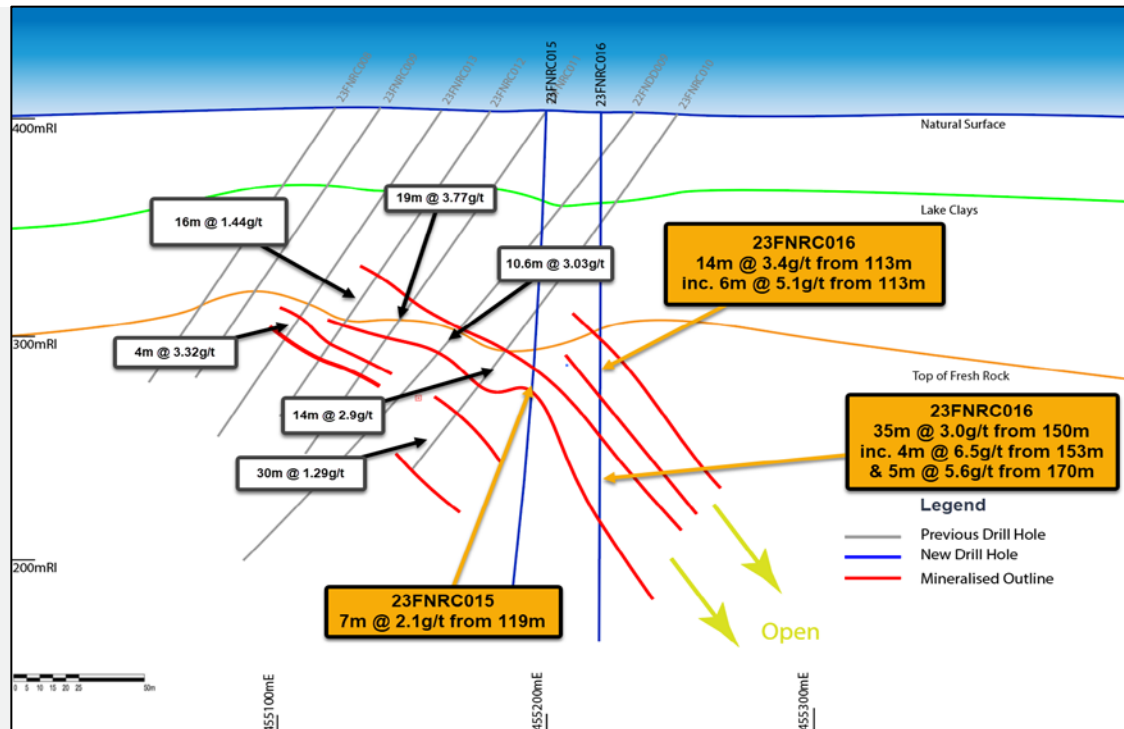 23FNRC015
23FNRC016
400mRl
Natural Surface
19m @ 3.77g/t
16m @ 1.44g/t
Lake Clays
10.6m @ 3.03g/t
23FNRC016
14m @ 3.4g/t from 113m
inc. 6m @ 5.1g/t from 113m
300mRl
4m @ 3.32g/t
Top of Fresh Rock
14m @ 2.9g/t
23FNRC016
35m @ 3.0g/t from 150m
inc. 4m @ 6.5g/t from 153m
& 5m @ 5.6g/t from 170m
30m @ 1.29g/t
Legend
Previous Drill Hole
New Drill Hole
Mineralised Outline
200mRl
23FNRC015
7m @ 2.1g/t from 119m
Open
0 5 10 15 20 25 50m
455100mE
455200mE
455300mE